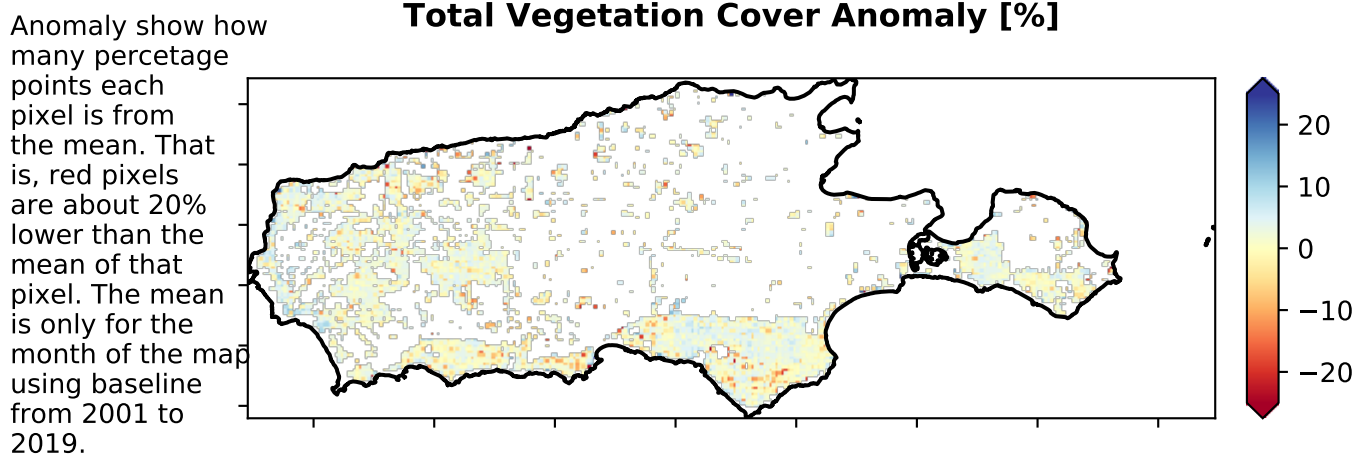 Total Vegetation Cover Anomaly [%]
Anomaly show how
many percetage
points each
pixel is from
the mean. That
is, red pixels
are about 20%
lower than the
mean of that
pixel. The mean
is only for the
month of the map
using baseline
from 2001 to
2019.
20
10
0
−10
−20